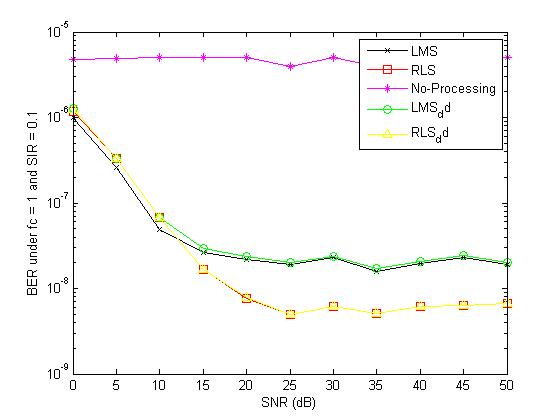 10^-5
10^-6
10^-7
10^-8
10^-9
BER under fc = 1 and SIR = 0.1
LMS
RLS
No-Processing
LMS_dd
RLS_dd
0 5 10 15 20 25 30 35 40 45 50
SNR (dB)